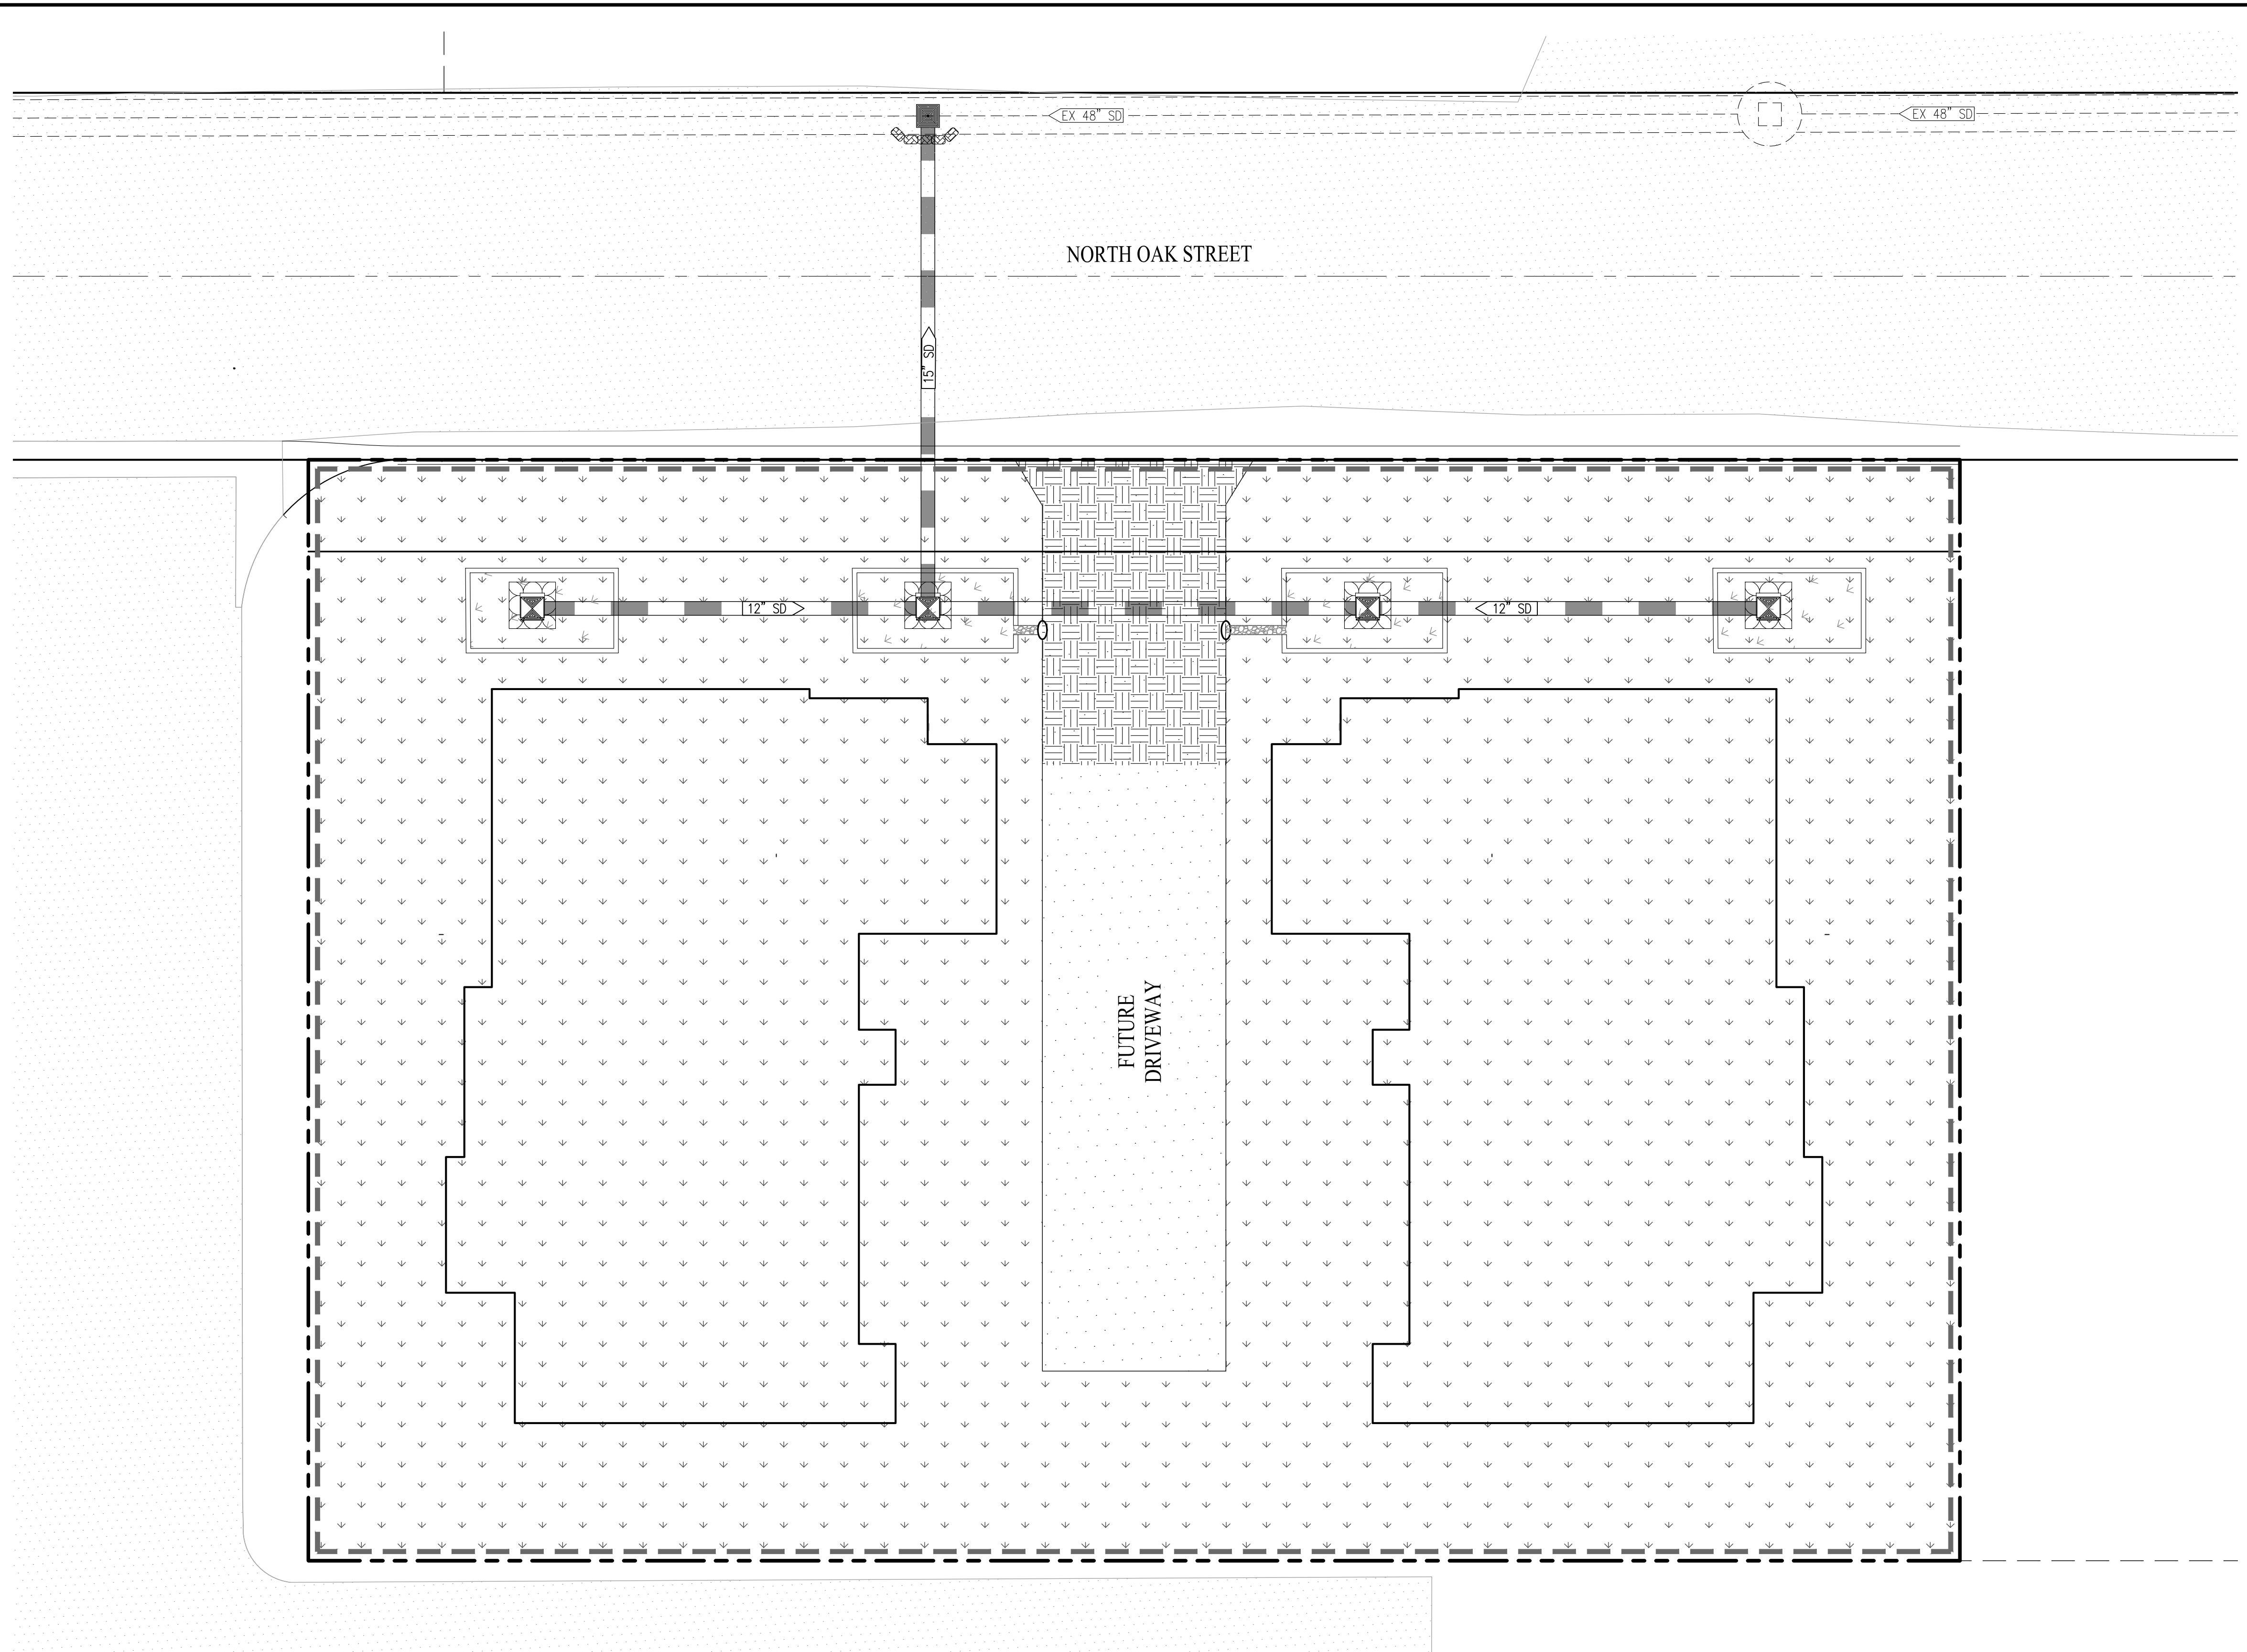 EX 48" SD
EX 48" SD
NORTH OAK STREET
15" SD
12" SD
12" SD
FUTURE
DRIVEWAY